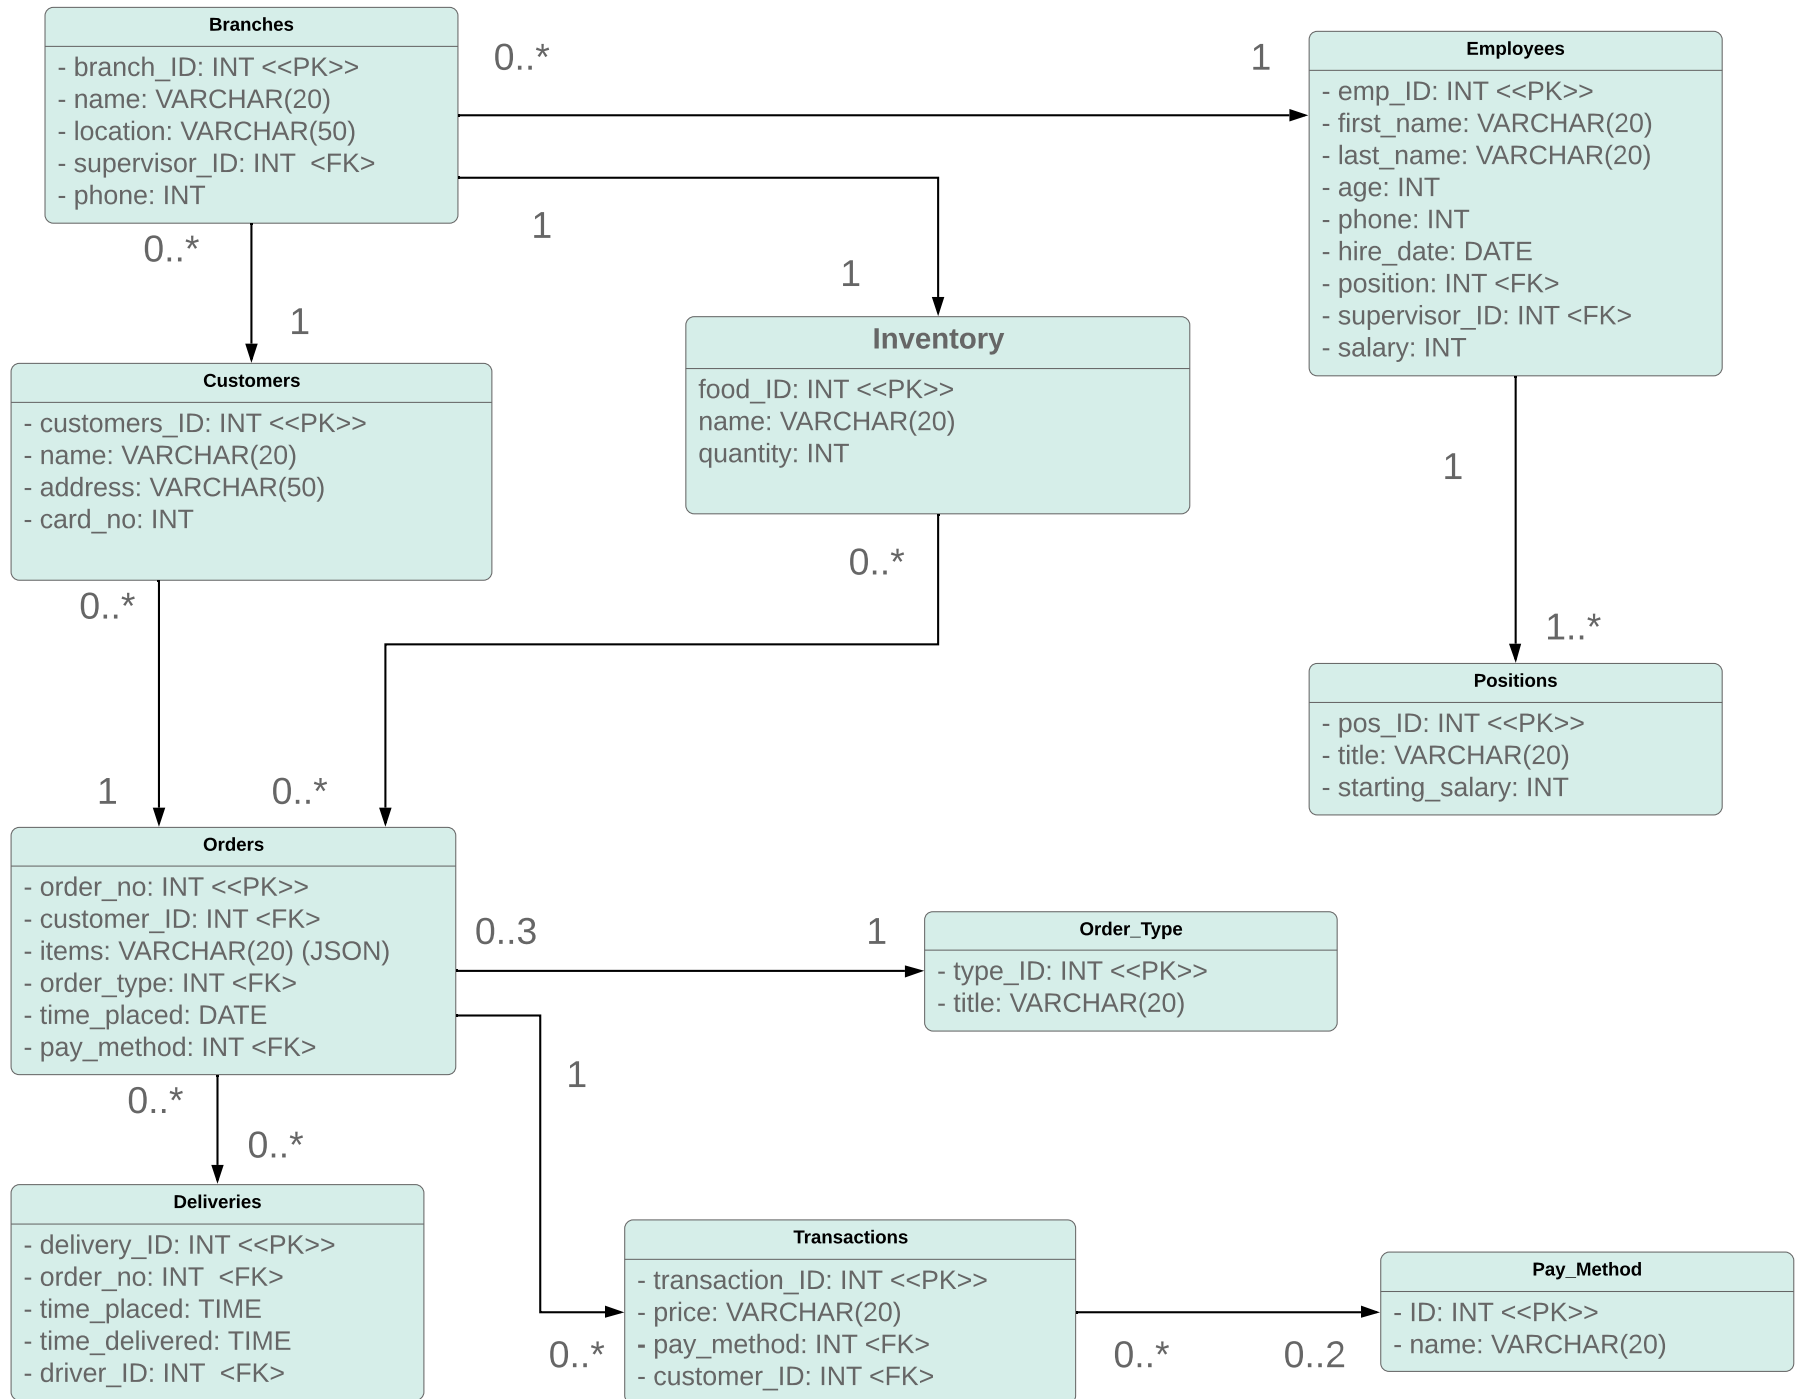 Branches
- branch_ID: INT <<PK>>
- name: VARCHAR(20)
- location: VARCHAR(50)
- supervisor_ID: INT  <FK>
- phone: INT
0..*
1
Employees
- emp_ID: INT <<PK>>
- first_name: VARCHAR(20)
- last_name: VARCHAR(20)
- age: INT
- phone: INT
- hire_date: DATE
- position: INT <FK>
- supervisor_ID: INT <FK>
- salary: INT
0..*
1
1
1
Customers
- customers_ID: INT <<PK>>
- name: VARCHAR(20)
- address: VARCHAR(50)
- card_no: INT
Inventory
food_ID: INT <<PK>>
name: VARCHAR(20)
quantity: INT
1
1..*
Positions
- pos_ID: INT <<PK>>
- title: VARCHAR(20)
- starting_salary: INT
0..*
0..*
1
0..*
Orders
- order_no: INT <<PK>>
- customer_ID: INT <FK>
- items: VARCHAR(20) (JSON)
- order_type: INT <FK>
- time_placed: DATE
- pay_method: INT <FK>
0..3
1
Order_Type
- type_ID: INT <<PK>>
- title: VARCHAR(20)
0..*
0..*
1
0..*
Deliveries
- delivery_ID: INT <<PK>>
- order_no: INT  <FK>
- time_placed: TIME
- time_delivered: TIME
- driver_ID: INT  <FK>
Transactions
- transaction_ID: INT <<PK>>
- price: VARCHAR(20)
- pay_method: INT <FK>
- customer_ID: INT <FK>
0..*
0..2
Pay_Method
- ID: INT <<PK>>
- name: VARCHAR(20)